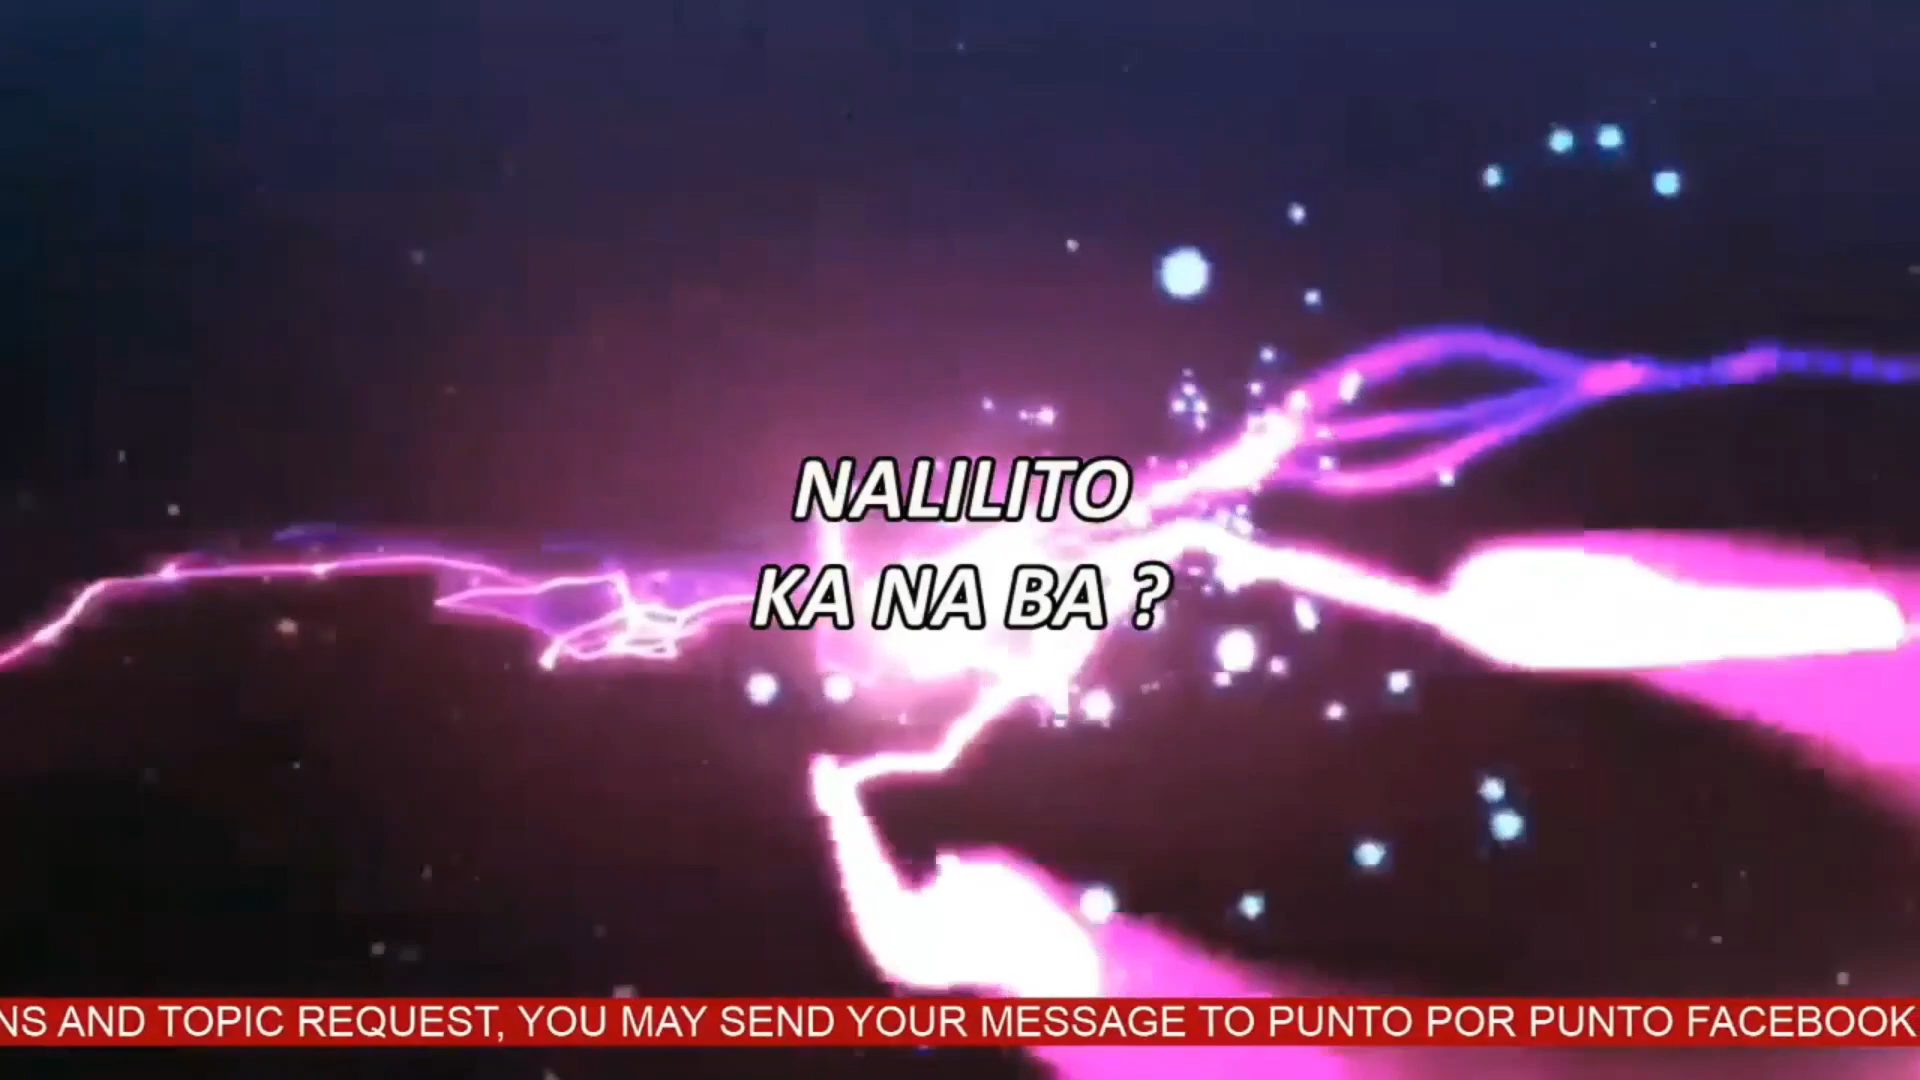 NALILITO
KA NA BA ?
NS AND TOPIC REQUEST, YOU MAY SEND YOUR MESSAGE TO PUNTO POR PUNTO FACEBOOK